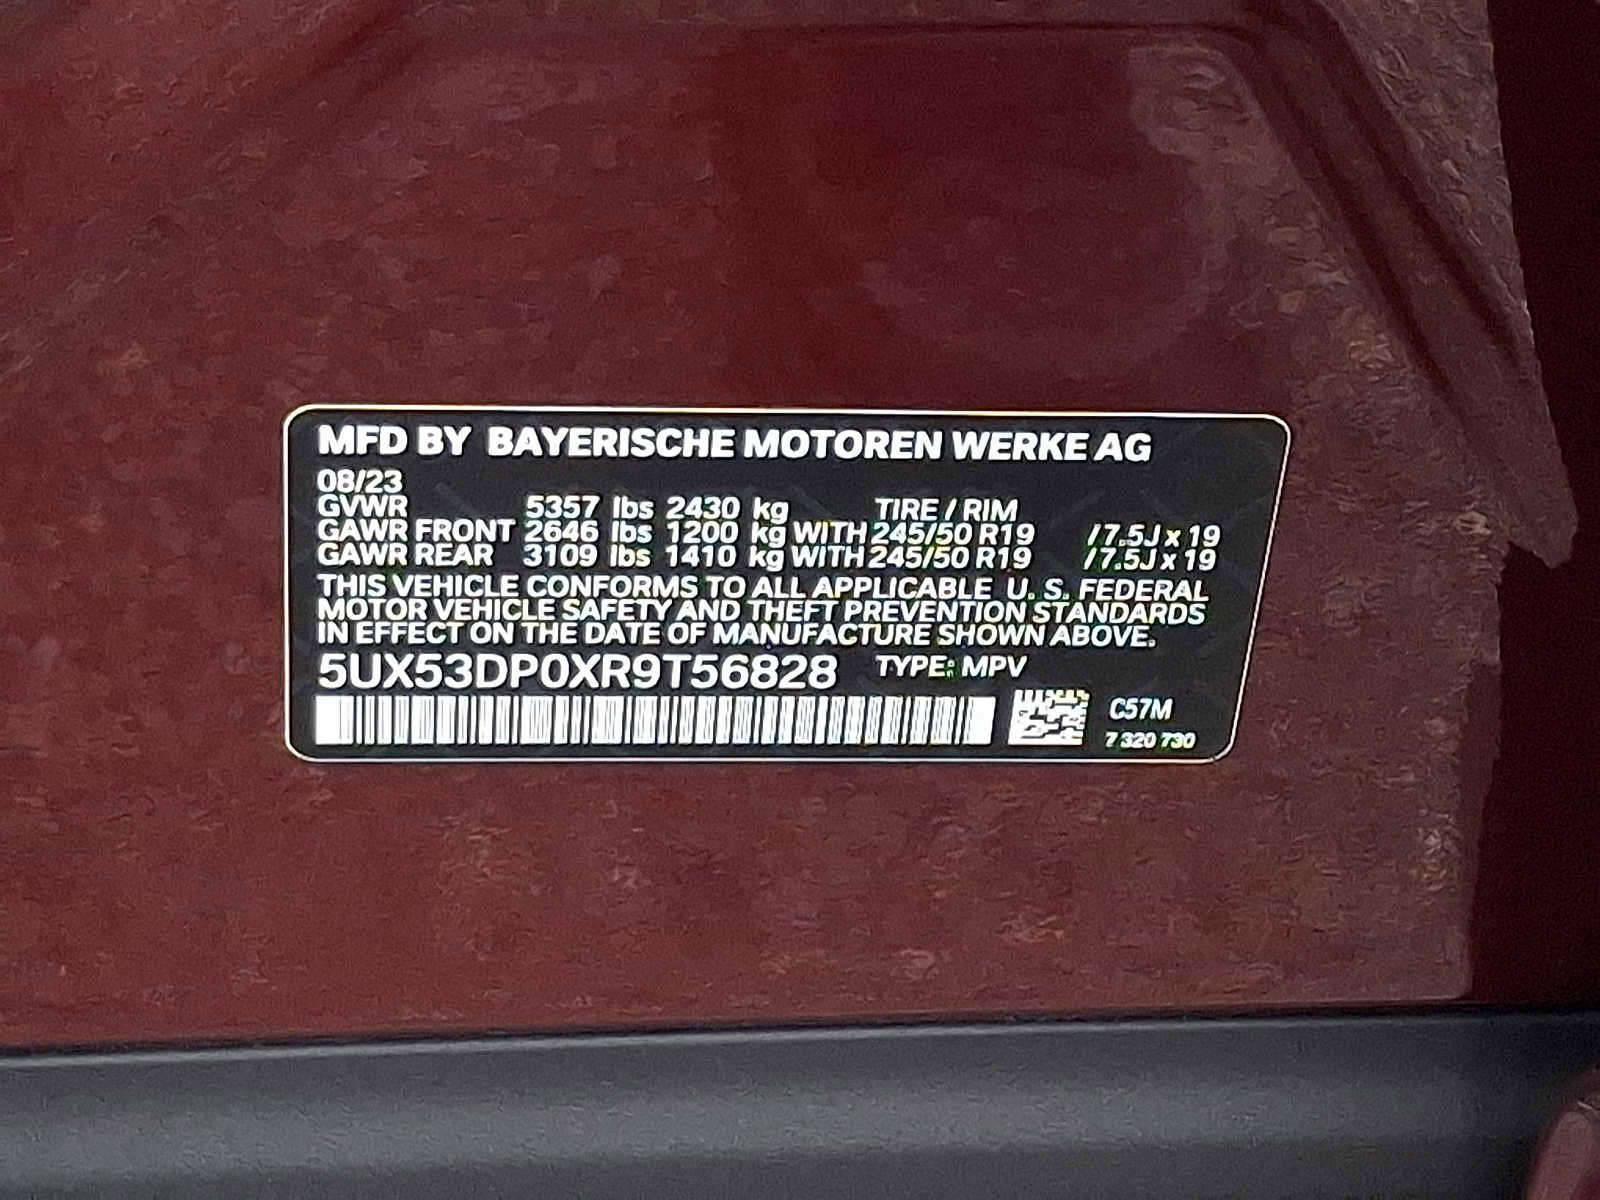 MFD BY BAYERISCHE MOTOREN WERKE AG
08/23
GVWR 5357 lbs 2430 kg TIRE / RIM
GAWR FRONT 2646 lbs 1200 kg WITH 245/50 R19 / 7.5J x 19
GAWR REAR 3109 lbs 1410 kg WITH 245/50 R19 / 7.5J x 19
THIS VEHICLE CONFORMS TO ALL APPLICABLE U. S. FEDERAL
MOTOR VEHICLE SAFETY AND THEFT PREVENTION STANDARDS
IN EFFECT ON THE DATE OF MANUFACTURE SHOWN ABOVE.
5UX53DP0XR9T56828 TYPE: MPV
C57M
7 320 730